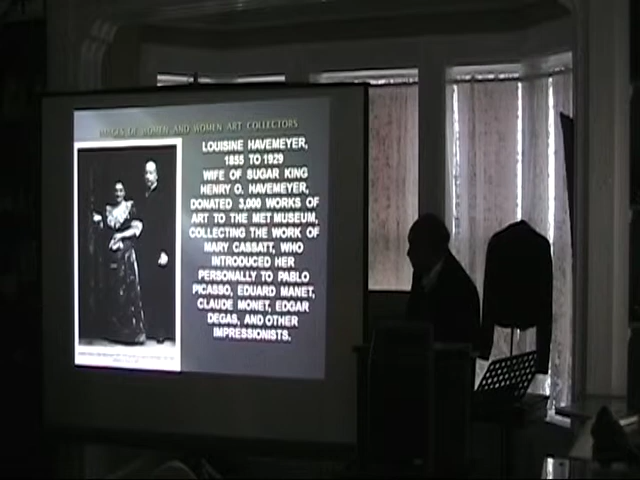 IMAGES OF WOMEN AND WOMEN ART COLLECTORS
LOUISINE HAVEMEYER,
1855 TO 1929
WIFE OF SUGAR KING
HENRY O. HAVEMEYER,
DONATED 3,000 WORKS OF
ART TO THE MET MUSEUM,
COLLECTING THE WORK OF
MARY CASSATT, WHO
INTRODUCED HER
PERSONALLY TO PABLO
PICASSO, EDUARD MANET,
CLAUDE MONET, EDGAR
DEGAS, AND OTHER
IMPRESSIONISTS.